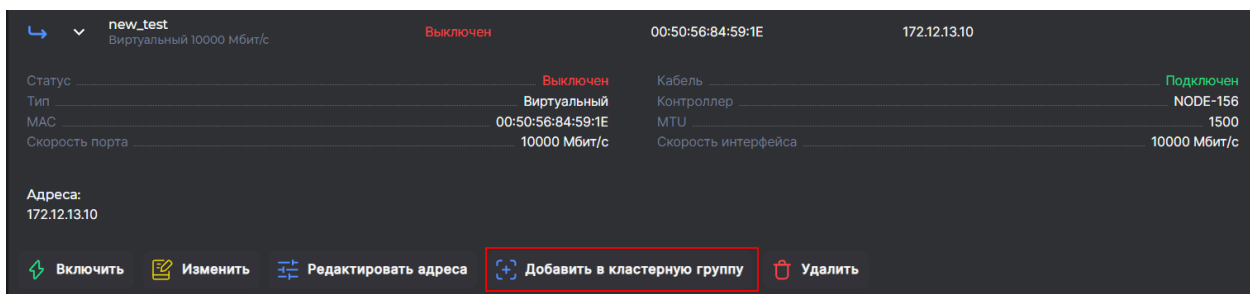 new_test
Виртуальный 10000 Мбит/с
Выключен
00:50:56:84:59:1E
172.12.13.10
Статус Выключен
Тип Виртуальный
MAC 00:50:56:84:59:1E
Скорость порта 10000 Мбит/с
Кабель Подключен
Контроллер NODE-156
MTU 1500
Скорость интерфейса 10000 Мбит/с
Адреса:
172.12.13.10
Включить Изменить Редактировать адреса Добавить в кластерную группу Удалить